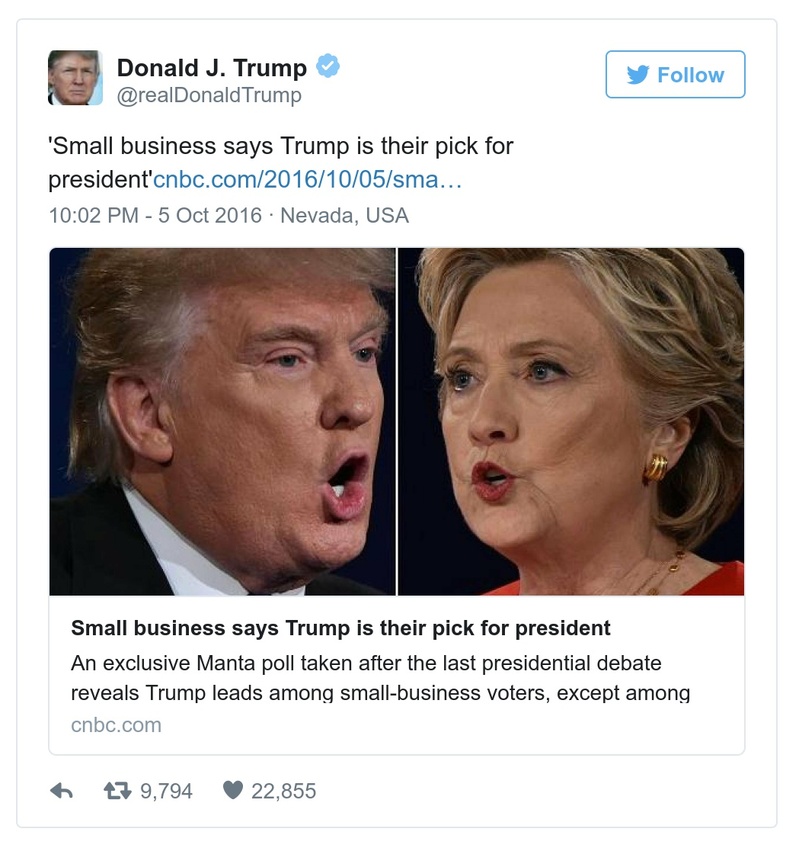 Donald J. Trump
@realDonaldTrump
Follow
'Small business says Trump is their pick for
president'cnbc.com/2016/10/05/sma…
10:02 PM - 5 Oct 2016 · Nevada, USA
Small business says Trump is their pick for president
An exclusive Manta poll taken after the last presidential debate
reveals Trump leads among small-business voters, except among
cnbc.com
9,794 22,855